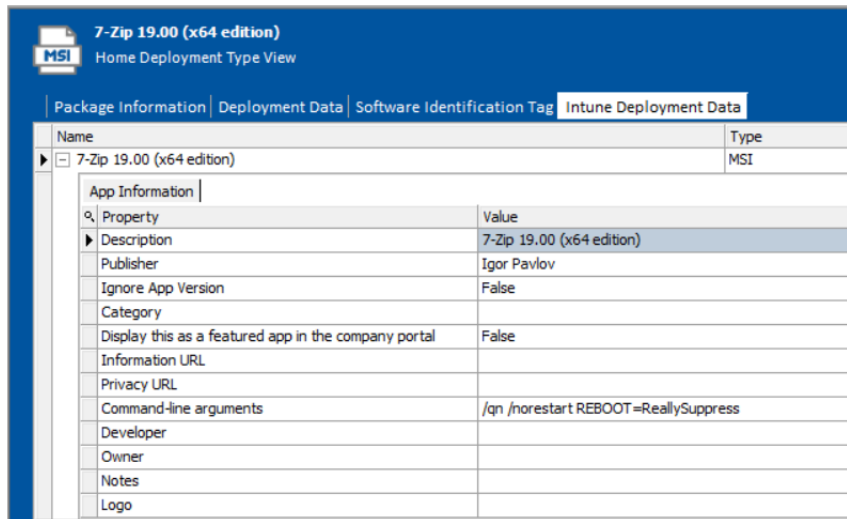 7-Zip 19.00 (x64 edition)
MSI
Home Deployment Type View
Package Information Deployment Data Software Identification Tag Intune Deployment Data
Name Type
7-Zip 19.00 (x64 edition) MSI
App Information
Property Value
Description 7-Zip 19.00 (x64 edition)
Publisher Igor Pavlov
Ignore App Version False
Category
Display this as a featured app in the company portal False
Information URL
Privacy URL
Command-line arguments /qn /norestart REBOOT=ReallySuppress
Developer
Owner
Notes
Logo